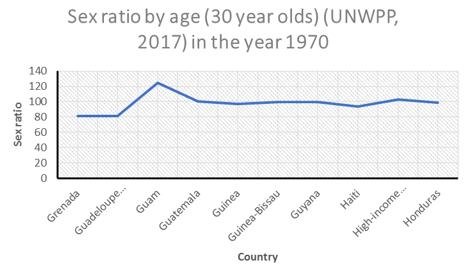 Sex ratio by age (30 year olds) (UNWPP,
2017) in the year 1970
140
120
100
80
60
40
20
0
Sex ratio
Grenada
Guadeloupe...
Guam
Guatemala
Guinea
Guinea-Bissau
Guyana
Haiti
High-income...
Honduras
Country